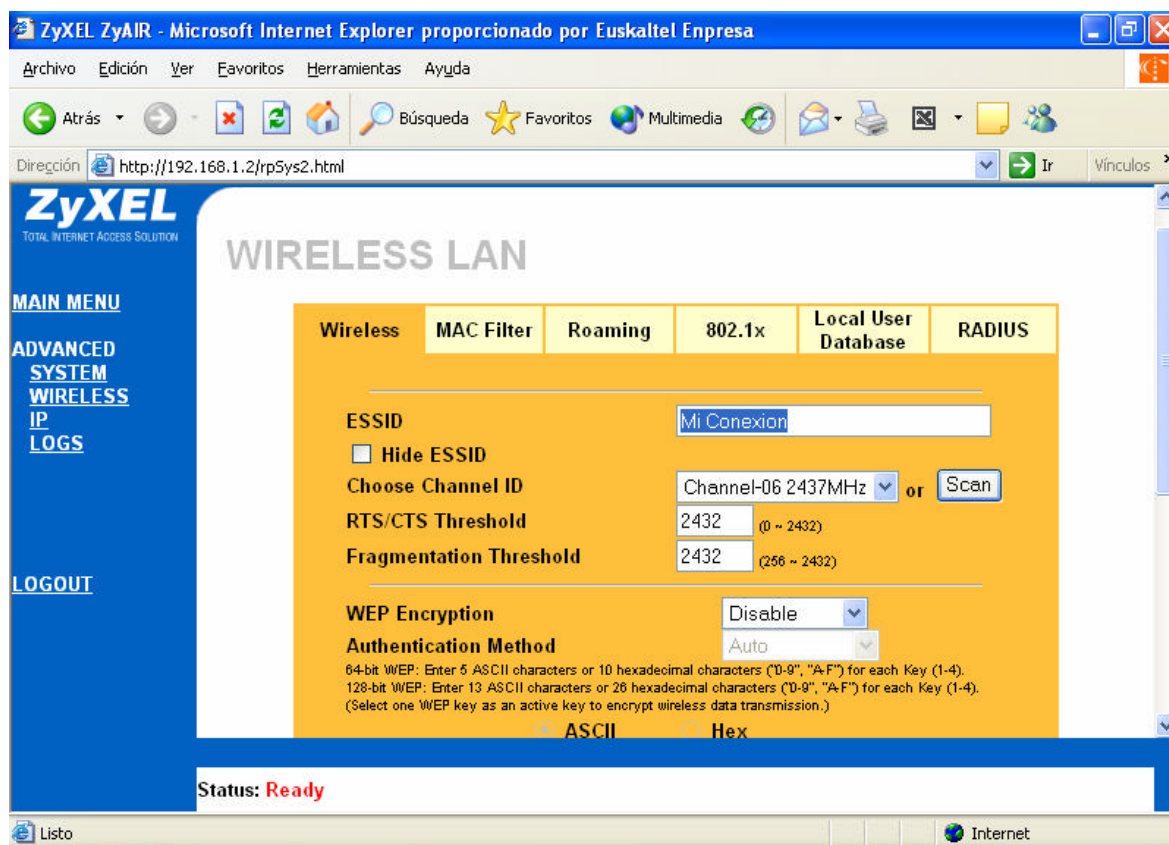 ZyXEL ZyAIR - Microsoft Internet Explorer proporcionado por Euskaltel Enpresa
Archivo Edición Ver Favoritos Herramientas Ayuda
Atrás Búsqueda Favoritos Multimedia
Dirección http://192.168.1.2/rpSys2.html Ir Vínculos
ZyXEL
TOTAL INTERNET ACCESS SOLUTION
WIRELESS LAN
MAIN MENU
ADVANCED
SYSTEM
WIRELESS
IP
LOGS
LOGOUT
Wireless MAC Filter Roaming 802.1x Local User Database RADIUS
ESSID Mi Conexion
Hide ESSID
Choose Channel ID Channel-06 2437MHz or Scan
RTS/CTS Threshold 2432 (0 ~ 2432)
Fragmentation Threshold 2432 (256 ~ 2432)
WEP Encryption Disable
Authentication Method Auto
64-bit WEP: Enter 5 ASCII characters or 10 hexadecimal characters ("0-9", "A-F") for each Key (1-4).
128-bit WEP: Enter 13 ASCII characters or 26 hexadecimal characters ("0-9", "A-F") for each Key (1-4).
(Select one WEP key as an active key to encrypt wireless data transmission.)
ASCII Hex
Status: Ready
Listo Internet